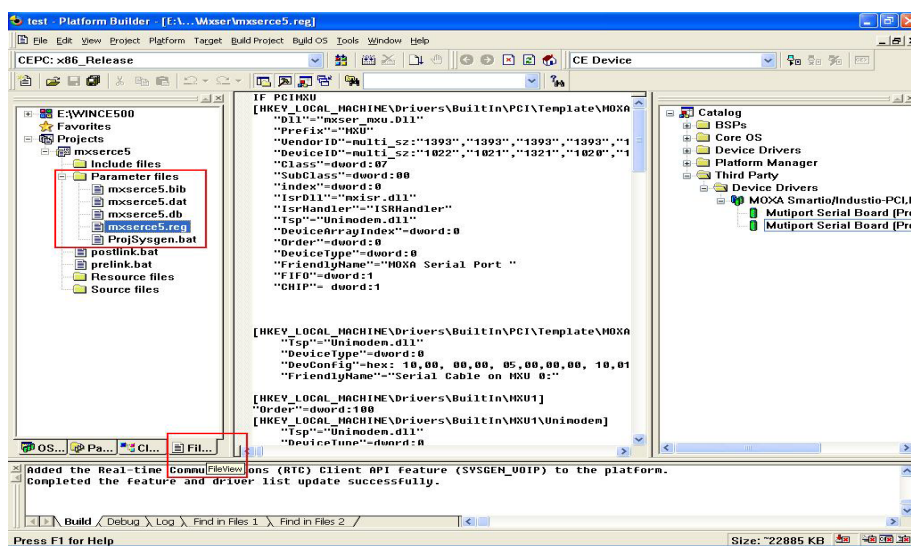 test - Platform Builder - [E:\...\Mxser\mxserce5.reg]
File Edit View Project Platform Target Build Project Build OS Tools Window Help
CEPC: x86_Release
CE Device
E:\WINCE500
Favorites
Projects
mxserce5
Include files
Parameter files
mxserce5.bib
mxserce5.dat
mxserce5.db
mxserce5.reg
ProjSysgen.bat
postlink.bat
prelink.bat
Resource files
Source files
OS...
Pa...
Cl...
Fil...
IF PCIMXU
[HKEY_LOCAL_MACHINE\Drivers\BuiltIn\PCI\Template\MOXA
"Dll"="mxser_mxu.Dll"
"Prefix"="MXU"
"VendorID"=multi_sz:"1393","1393","1393","1393","1
"DeviceID"=multi_sz:"1022","1021","1321","1020","1
"Class"=dword:07
"SubClass"=dword:00
"index"=dword:0
"IsrDll"="mxisr.dll"
"IsrHandler"="ISRHandler"
"Tsp"="Unimodem.dll"
"DeviceArrayIndex"=dword:0
"Order"=dword:0
"DeviceType"=dword:0
"FriendlyName"="MOXA Serial Port "
"FIFO"=dword:1
"CHIP"= dword:1
[HKEY_LOCAL_MACHINE\Drivers\BuiltIn\PCI\Template\MOXA
"Tsp"="Unimodem.dll"
"DeviceType"=dword:0
"DevConfig"=hex: 10,00, 00,00, 05,00,00,00, 10,01
"FriendlyName"="Serial Cable on MXU 0:"
[HKEY_LOCAL_MACHINE\Drivers\BuiltIn\MXU1]
"Order"=dword:100
[HKEY_LOCAL_MACHINE\Drivers\BuiltIn\MXU1\Unimodem]
"Tsp"="Unimodem.dll"
"DeviceType"=dword:0
Catalog
BSPs
Core OS
Device Drivers
Platform Manager
Third Party
Device Drivers
MOXA Smartio/Industio-PCI,
Mutiport Serial Board (Pr
Mutiport Serial Board (Pr
Added the Real-time Commu
FileView
ons (RTC) Client API feature (SYSGEN_VOIP) to the platform.
Completed the feature and driver list update successfully.
Build
Debug
Log
Find in Files 1
Find in Files 2
Press F1 for Help
Size: ~22885 KB